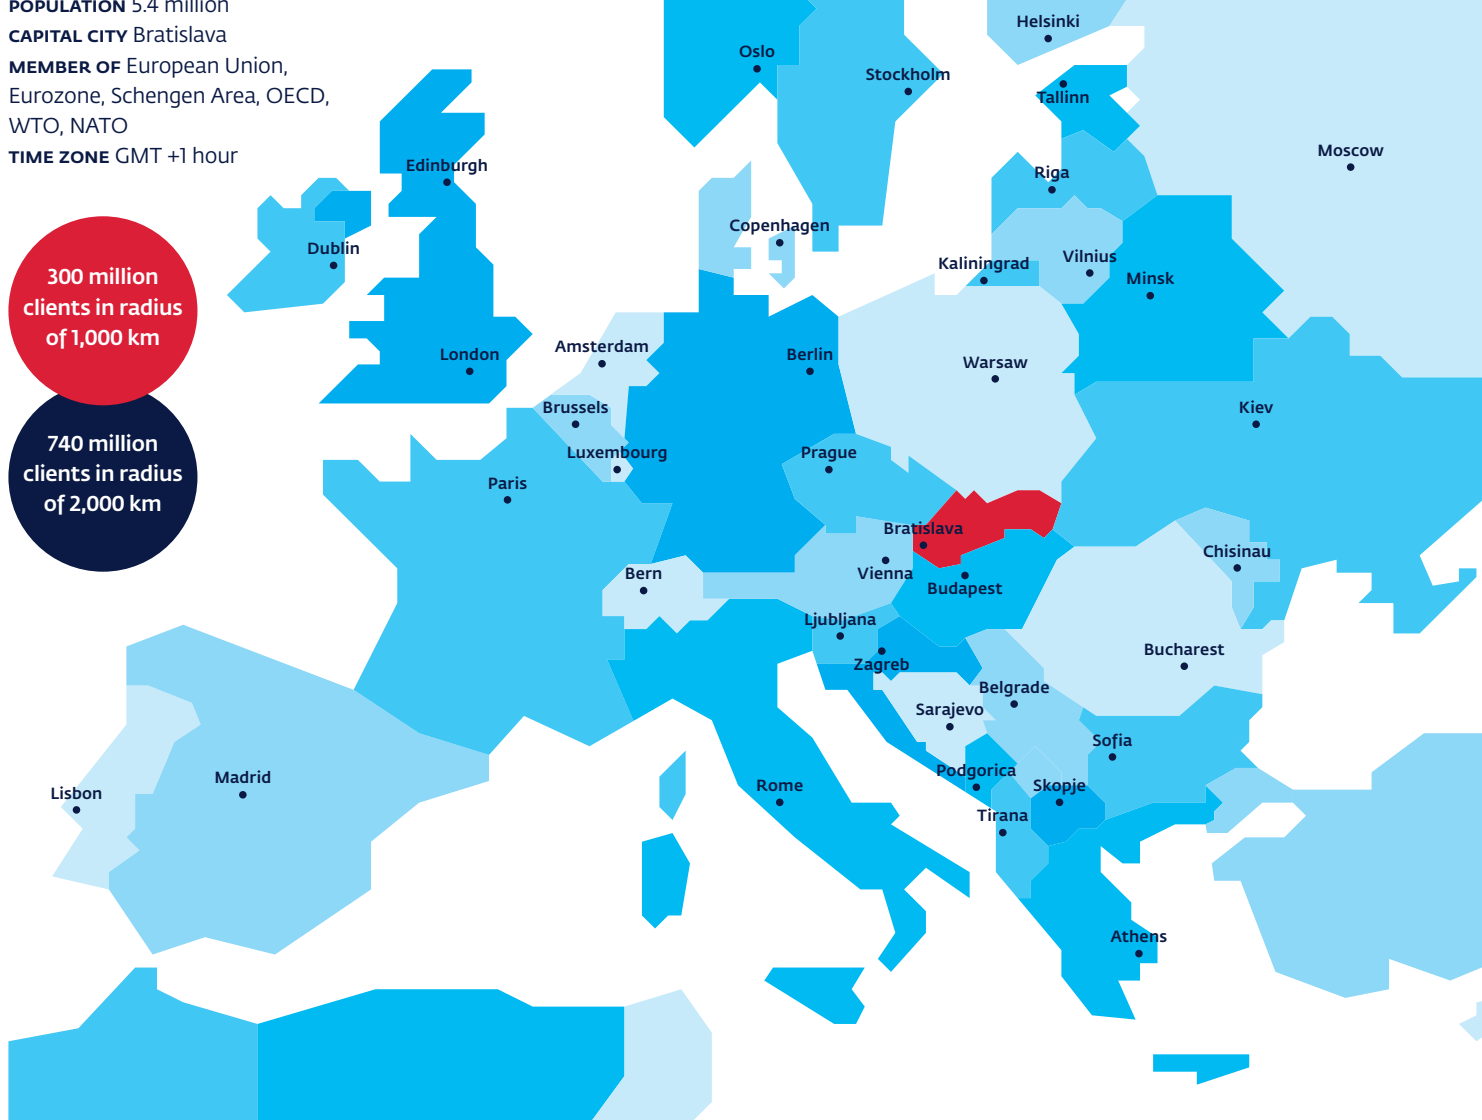 POPULATION 5.4 million
CAPITAL CITY Bratislava
MEMBER OF European Union,
Eurozone, Schengen Area, OECD,
WTO, NATO
TIME ZONE GMT +1 hour
300 million
clients in radius
of 1,000 km
740 million
clients in radius
of 2,000 km
Helsinki
Oslo
Stockholm
Tallinn
Moscow
Edinburgh
Riga
Copenhagen
Dublin
Vilnius
Kaliningrad
Minsk
Amsterdam
London
Berlin
Warsaw
Brussels
Kiev
Luxembourg
Prague
Paris
Bratislava
Chisinau
Bern
Vienna
Budapest
Ljubljana
Bucharest
Zagreb
Belgrade
Sarajevo
Sofia
Podgorica
Madrid
Skopje
Rome
Lisbon
Tirana
Athens